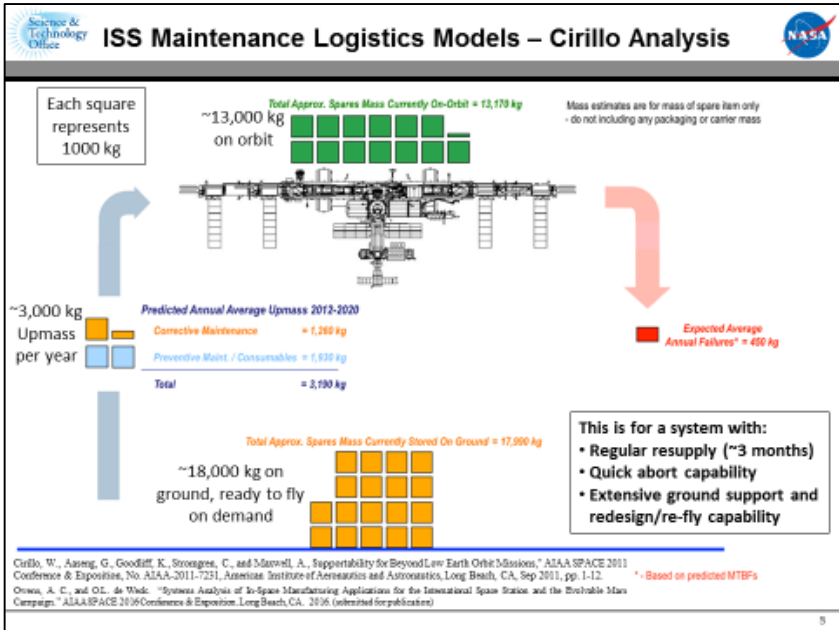 Science &
Technology
Office
ISS Maintenance Logistics Models – Cirillo Analysis
NASA
Each square
represents
1000 kg
Total Approx. Spares Mass Currently On-Orbit = 13,170 kg
~13,000 kg
on orbit
Mass estimates are for mass of spare item only
- do not including any packaging or carrier mass
~3,000 kg
Upmass
per year
Predicted Annual Average Upmass 2012-2020
Corrective Maintenance = 1,260 kg
Preventive Maint. / Consumables = 1,930 kg
Total = 3,190 kg
Expected Average
Annual Failures* = 450 kg
Total Approx. Spares Mass Currently Stored On Ground = 17,990 kg
~18,000 kg on
ground, ready to fly
on demand
This is for a system with:
• Regular resupply (~3 months)
• Quick abort capability
• Extensive ground support and
redesign/re-fly capability
Cirillo, W., Aaseng, G., Goodliff, K., Stromgren, C., and Maxwell, A., Supportability for Beyond Low Earth Orbit Missions," AIAA SPACE 2011
Conference & Exposition, No. AIAA-2011-7231, American Institute of Aeronautics and Astronautics, Long Beach, CA, Sep 2011, pp. 1-12.
* - Based on predicted MTBFs
Owens, A. C., and O.L. de Weck. "Systems Analysis of In-Space Manufacturing Applications for the International Space Station and the Evolvable Mars
Campaign." AIAA SPACE 2016 Conference & Exposition. Long Beach, CA. 2016. (submitted for publication)